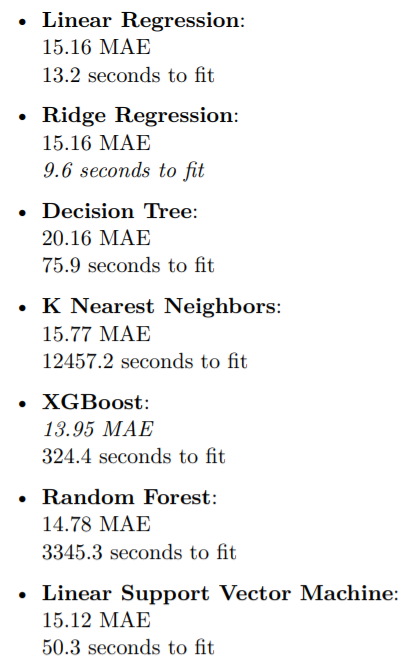 • Linear Regression:
15.16 MAE
13.2 seconds to fit
• Ridge Regression:
15.16 MAE
9.6 seconds to fit
• Decision Tree:
20.16 MAE
75.9 seconds to fit
• K Nearest Neighbors:
15.77 MAE
12457.2 seconds to fit
• XGBoost:
13.95 MAE
324.4 seconds to fit
• Random Forest:
14.78 MAE
3345.3 seconds to fit
• Linear Support Vector Machine:
15.12 MAE
50.3 seconds to fit